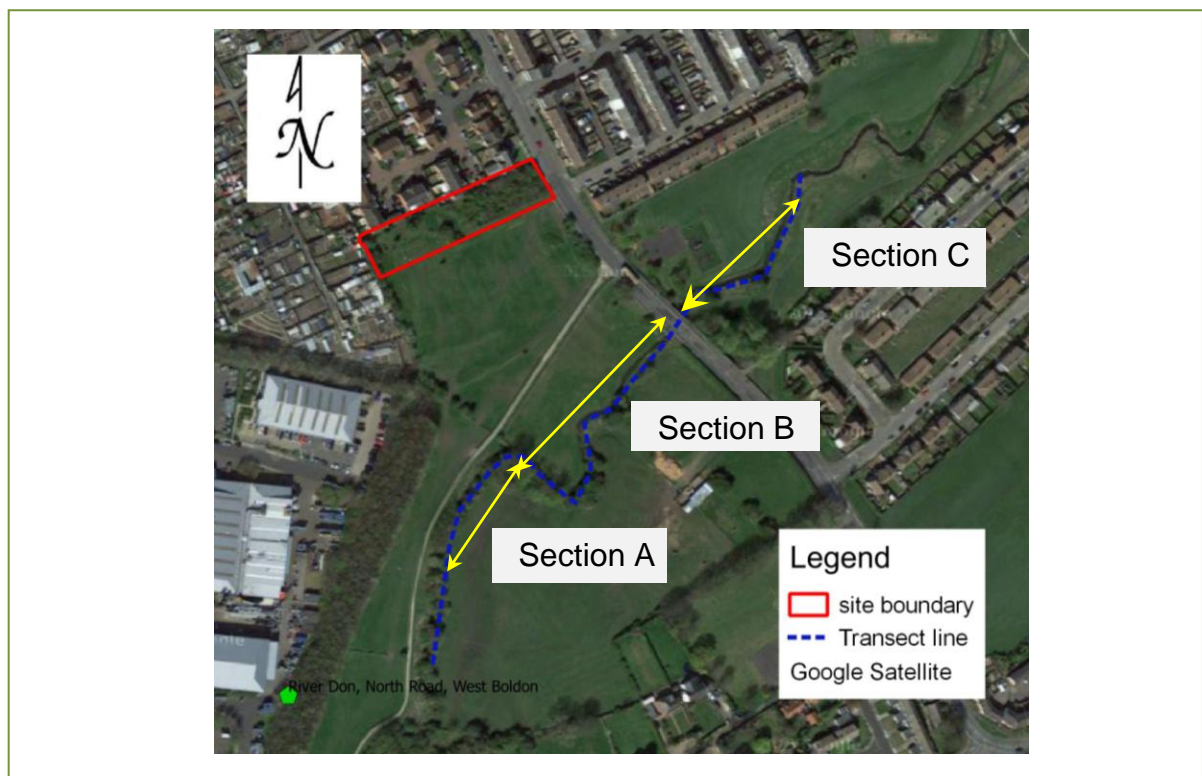 N
Section C
Section B
Section A
Legend
site boundary
Transect line
Google Satellite
River Don, North Road, West Boldon